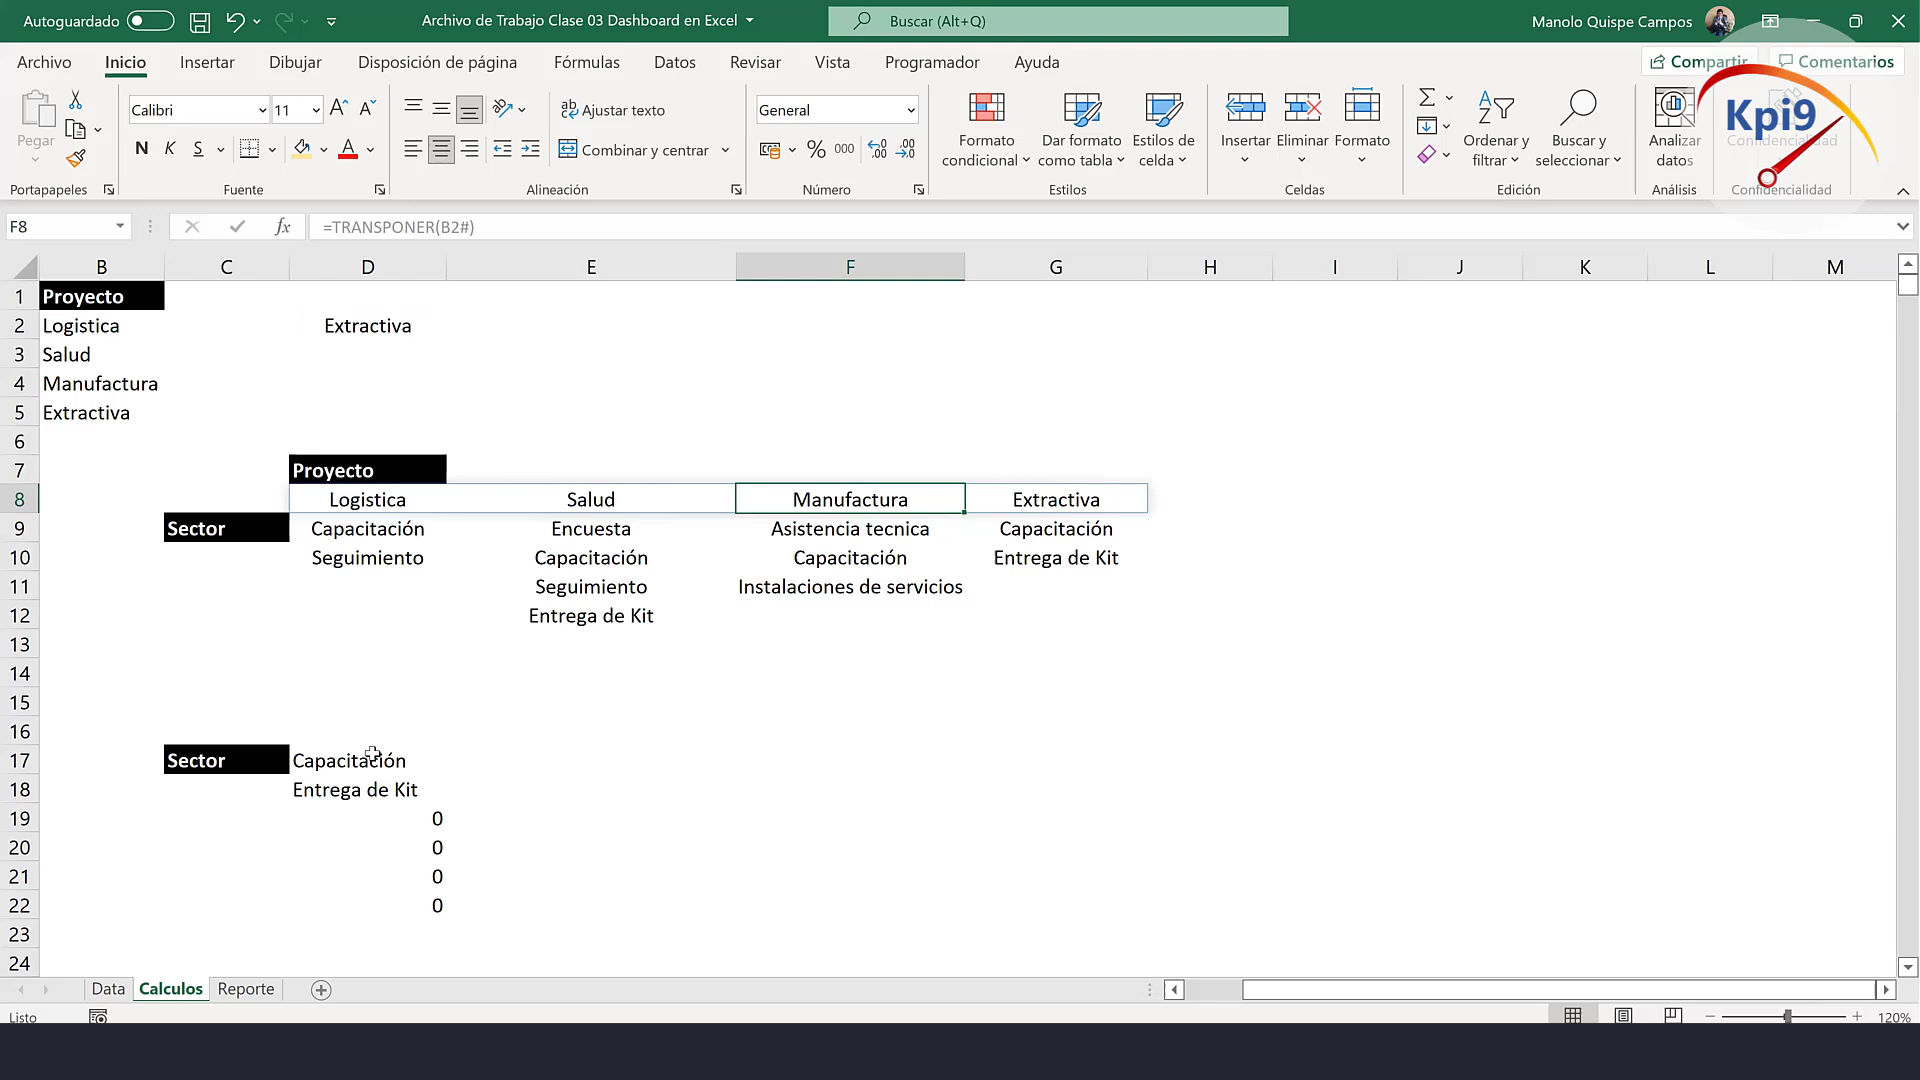 Autoguardado
Archivo de Trabajo Clase 03 Dashboard en Excel
Buscar (Alt+Q)
Manolo Quispe Campos
Archivo Inicio Insertar Dibujar Disposición de página Fórmulas Datos Revisar Vista Programador Ayuda
Compartir Comentarios
Kpi9
Pegar
Portapapeles
Calibri 11
N K S
Fuente
Ajustar texto
Combinar y centrar
Alineación
General
% 000
Número
Formato condicional
Dar formato como tabla
Estilos de celda
Estilos
Insertar Eliminar Formato
Celdas
Ordenar y filtrar
Buscar y seleccionar
Edición
Analizar datos
Análisis
Confidencialidad
Confidencialidad
F8 fx =TRANSPONER(B2#)
B C D E F G H I J K L M
1 Proyecto
2 Logistica Extractiva
3 Salud
4 Manufactura
5 Extractiva
6
7 Proyecto
8 Logistica Salud Manufactura Extractiva
9 Sector Capacitación Encuesta Asistencia tecnica Capacitación
10 Seguimiento Capacitación Capacitación Entrega de Kit
11 Seguimiento Instalaciones de servicios
12 Entrega de Kit
13
14
15
16
17 Sector Capacitación
18 Entrega de Kit
19 0
20 0
21 0
22 0
23
24
Data Calculos Reporte
Listo
120%